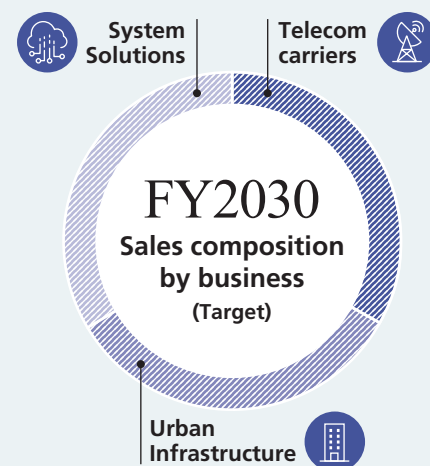 System
Solutions
Telecom
carriers
FY2030
Sales composition
by business
(Target)
Urban
Infrastructure